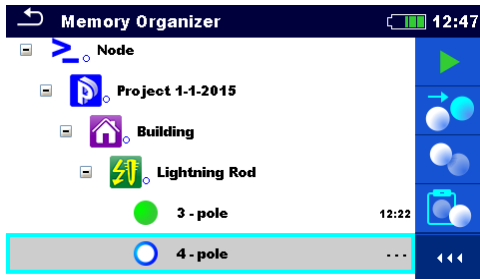 Memory Organizer 12:47
Node
Project 1-1-2015
Building
Lightning Rod
3 - pole 12:22
4 - pole ---